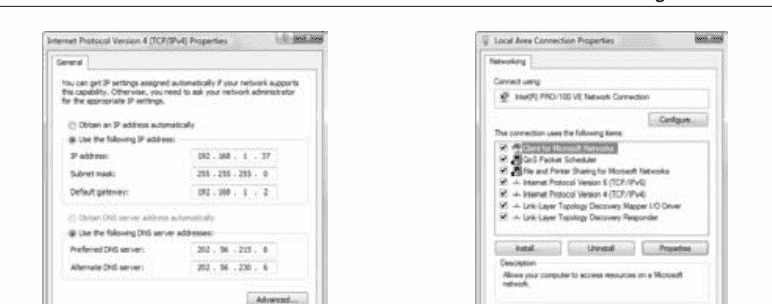 Internet Protocol Version 4 (TCP/IPv4) Properties
General
You can get IP settings assigned automatically if your network supports
this capability. Otherwise, you need to ask your network administrator
for the appropriate IP settings.
Obtain an IP address automatically
Use the following IP address:
IP address: 192 . 168 . 1 . 37
Subnet mask: 255 . 255 . 255 . 0
Default gateway: 192 . 168 . 1 . 2
Obtain DNS server address automatically
Use the following DNS server addresses:
Preferred DNS server: 202 . 56 . 215 . 6
Alternate DNS server: 202 . 56 . 230 . 6
Advanced...
Local Area Connection Properties
Networking
Connect using:
Intel(R) PRO/100 VE Network Connection
Configure...
This connection uses the following items:
Client for Microsoft Networks
QoS Packet Scheduler
File and Printer Sharing for Microsoft Networks
Internet Protocol Version 6 (TCP/IPv6)
Internet Protocol Version 4 (TCP/IPv4)
Link-Layer Topology Discovery Mapper I/O Driver
Link-Layer Topology Discovery Responder
Install...
Uninstall
Properties
Description
Allows your computer to access resources on a Microsoft
network.